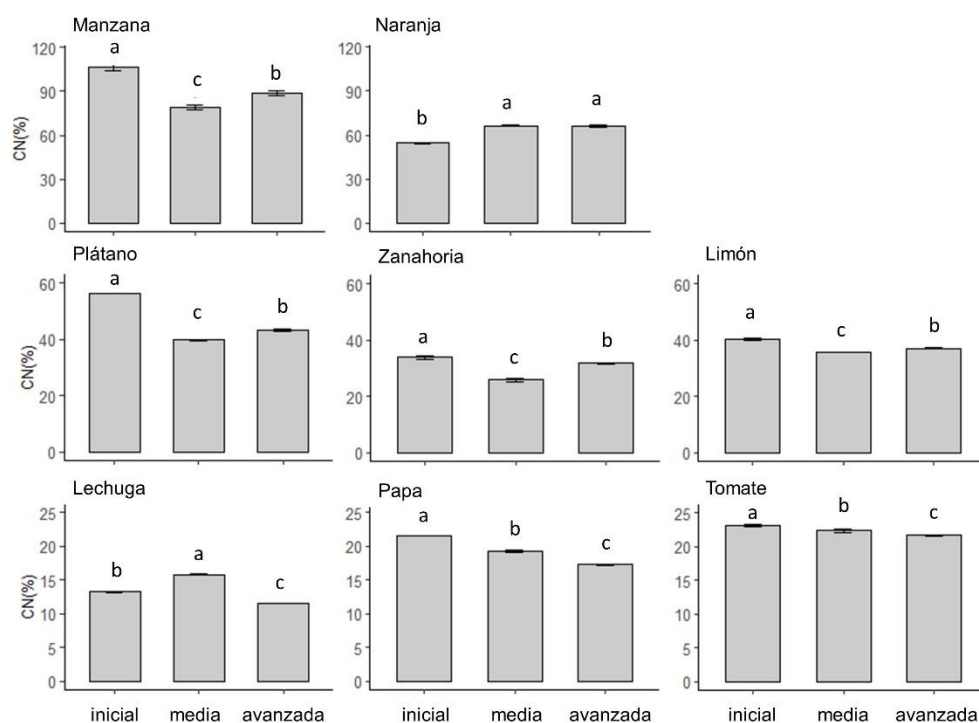 Manzana
Naranja
CN(%)
120
90
60
30
0
a
c
b
120
90
60
30
0
b
a
a
Plátano
Zanahoria
Limón
CN(%)
60
40
20
0
a
c
b
60
40
20
0
a
c
b
60
40
20
0
a
c
b
Lechuga
Papa
Tomate
CN(%)
25
20
15
10
5
0
b
a
c
25
20
15
10
5
0
a
b
c
25
20
15
10
5
0
a
b
c
inicial media avanzada
inicial media avanzada
inicial media avanzada